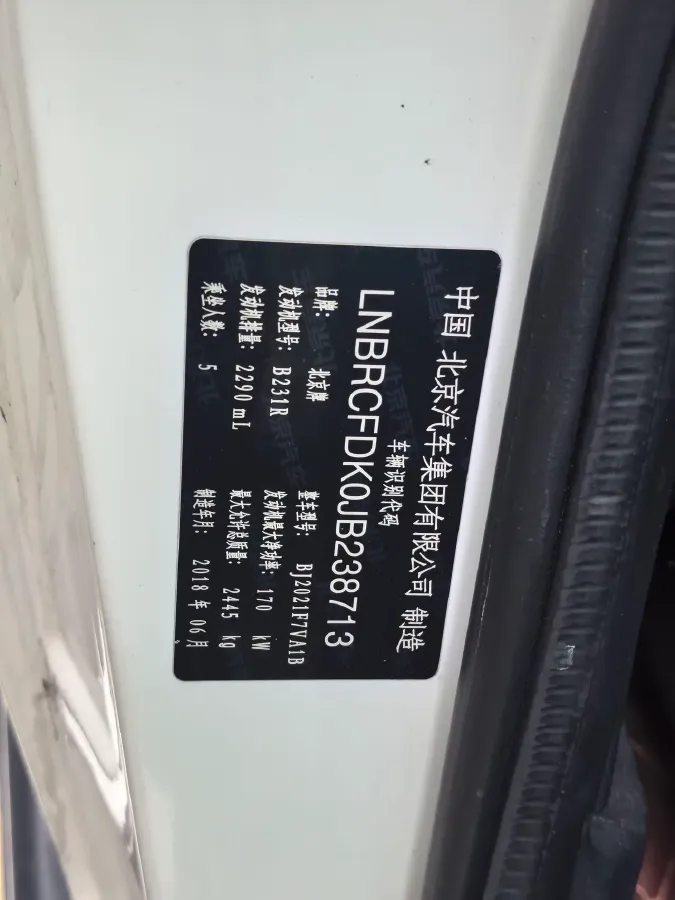 中国 北京汽车集团有限公司 制造
车辆识别代码
LNBRCFDK0JB238713
品牌: 北京牌 整车型号: BJ2021F7VA1B
发动机型号: B231R 发动机最大净功率: 170 kW
发动机排量: 2290 mL 最大允许总质量: 2445 kg
乘坐人数: 5 制造年月: 2018 年 06 月